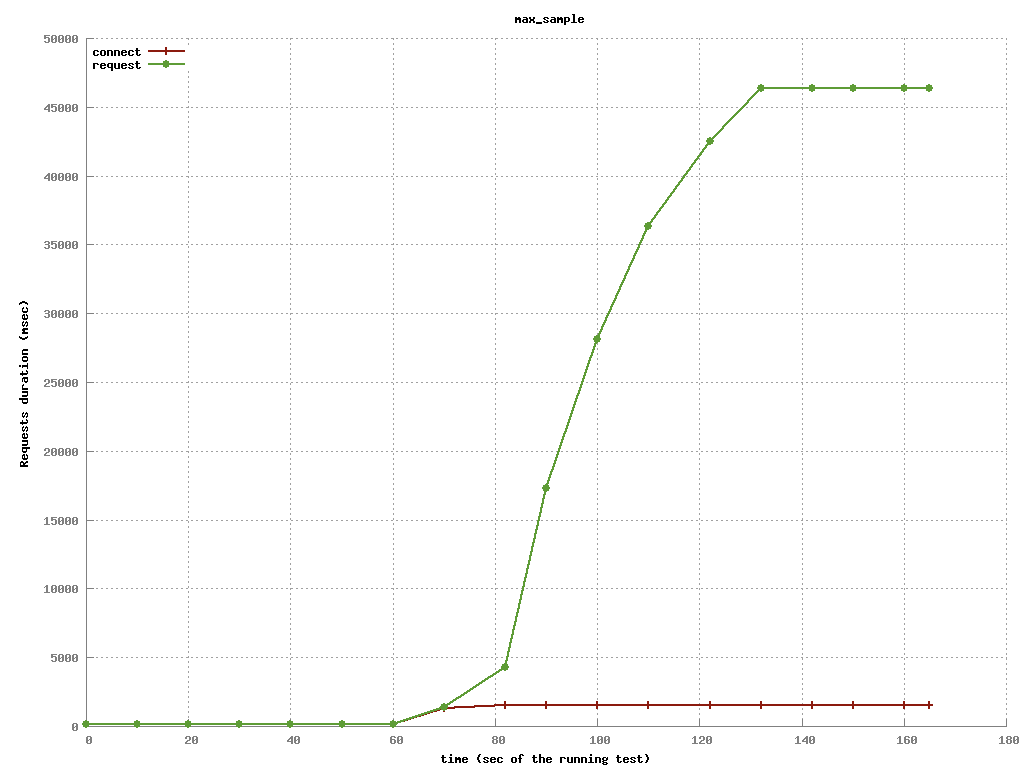 max_sample
50000
connect
request
45000
40000
35000
30000
25000
20000
15000
10000
5000
0
Requests duration (msec)
0 20 40 60 80 100 120 140 160 180
time (sec of the running test)